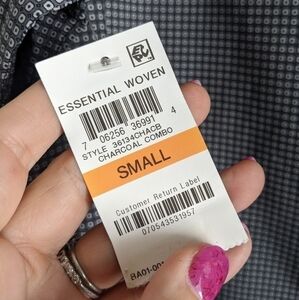 ESSENTIAL WOVEN
7 06256 36991 4
STYLE 36134CHACB
CHARCOAL COMBO
SMALL
Customer Return Label
070543531957